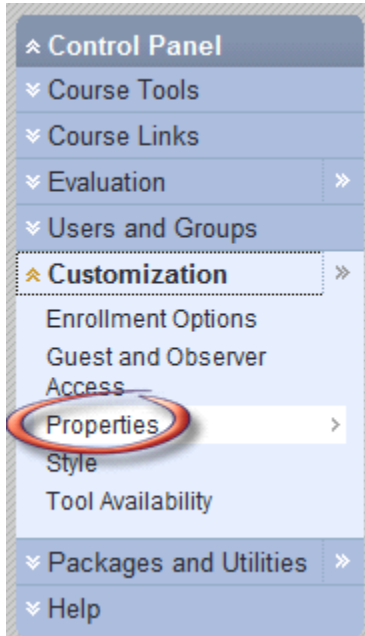 Control Panel
Course Tools
Course Links
Evaluation
Users and Groups
Customization
Enrollment Options
Guest and Observer
Access
Properties
Style
Tool Availability
Packages and Utilities
Help